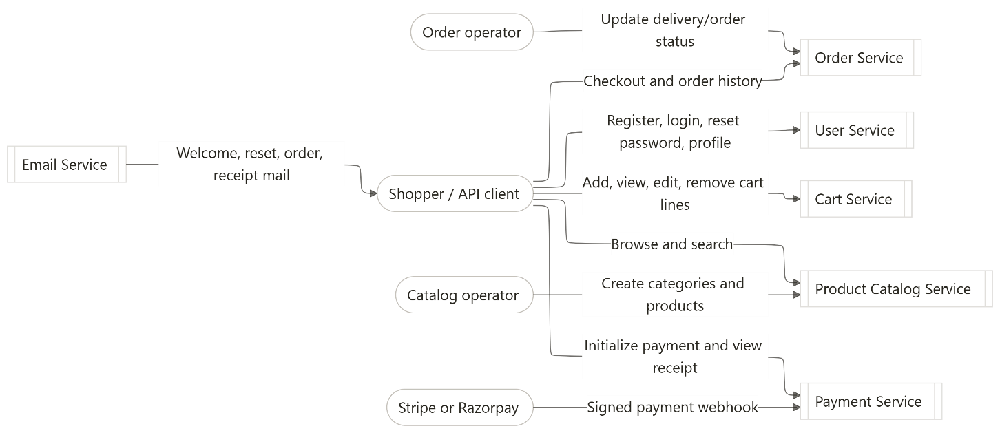 Order operator
Update delivery/order
status
Order Service
Checkout and order history
Register, login, reset
password, profile
User Service
Email Service
Welcome, reset, order,
receipt mail
Shopper / API client
Add, view, edit, remove cart
lines
Cart Service
Browse and search
Catalog operator
Create categories and
products
Product Catalog Service
Initialize payment and view
receipt
Stripe or Razorpay
Signed payment webhook
Payment Service